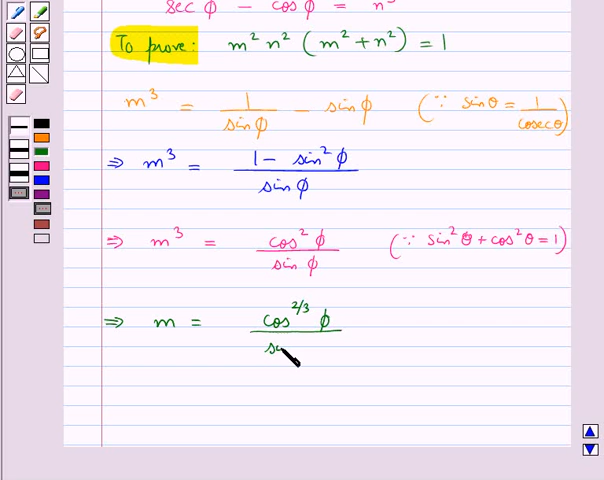 sec φ − cos φ = n³
To prove: m² n² ( m² + n² ) = 1
m³ = 1/sin φ − sin φ (∵ sin θ = 1/cosec θ)
⇒ m³ = 1 − sin² φ / sin φ
⇒ m³ = cos² φ / sin φ (∵ sin² θ + cos² θ = 1)
⇒ m = cos^{2/3} φ / s